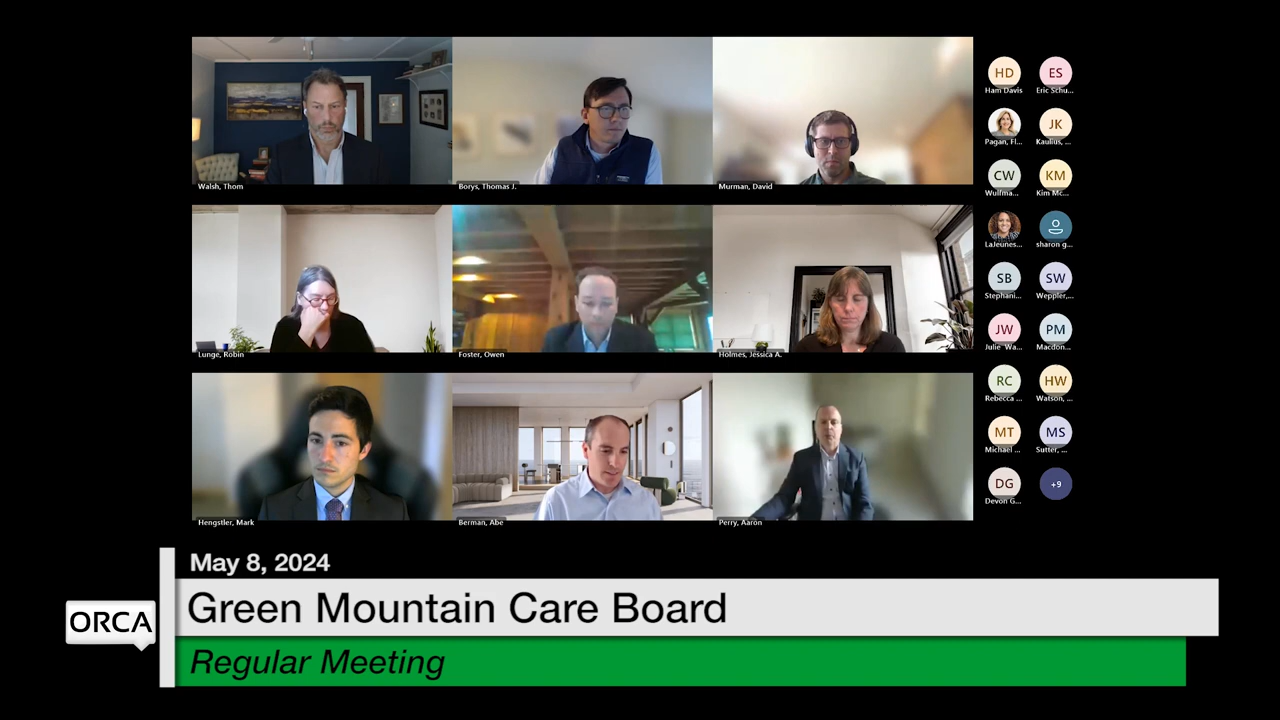 Walsh, Thom
Borys, Thomas J.
Murman, David
Lunge, Robin
Foster, Owen
Holmes, Jessica A.
Hengstler, Mark
Berman, Abe
Perry, Aaron
HD
Ham Davis
ES
Eric Schu...
Pagan, Fl...
JK
Kaulius, ...
CW
Wulfma...
KM
Kim Mc...
LaJeunes...
sharon g...
SB
Stephani...
SW
Weppler,...
JW
Julie Wa...
PM
Macdon...
RC
Rebecca ...
HW
Watson, ...
MT
Michael ...
MS
Sutter, ...
DG
Devon G...
+9
May 8, 2024
ORCA
Green Mountain Care Board
Regular Meeting